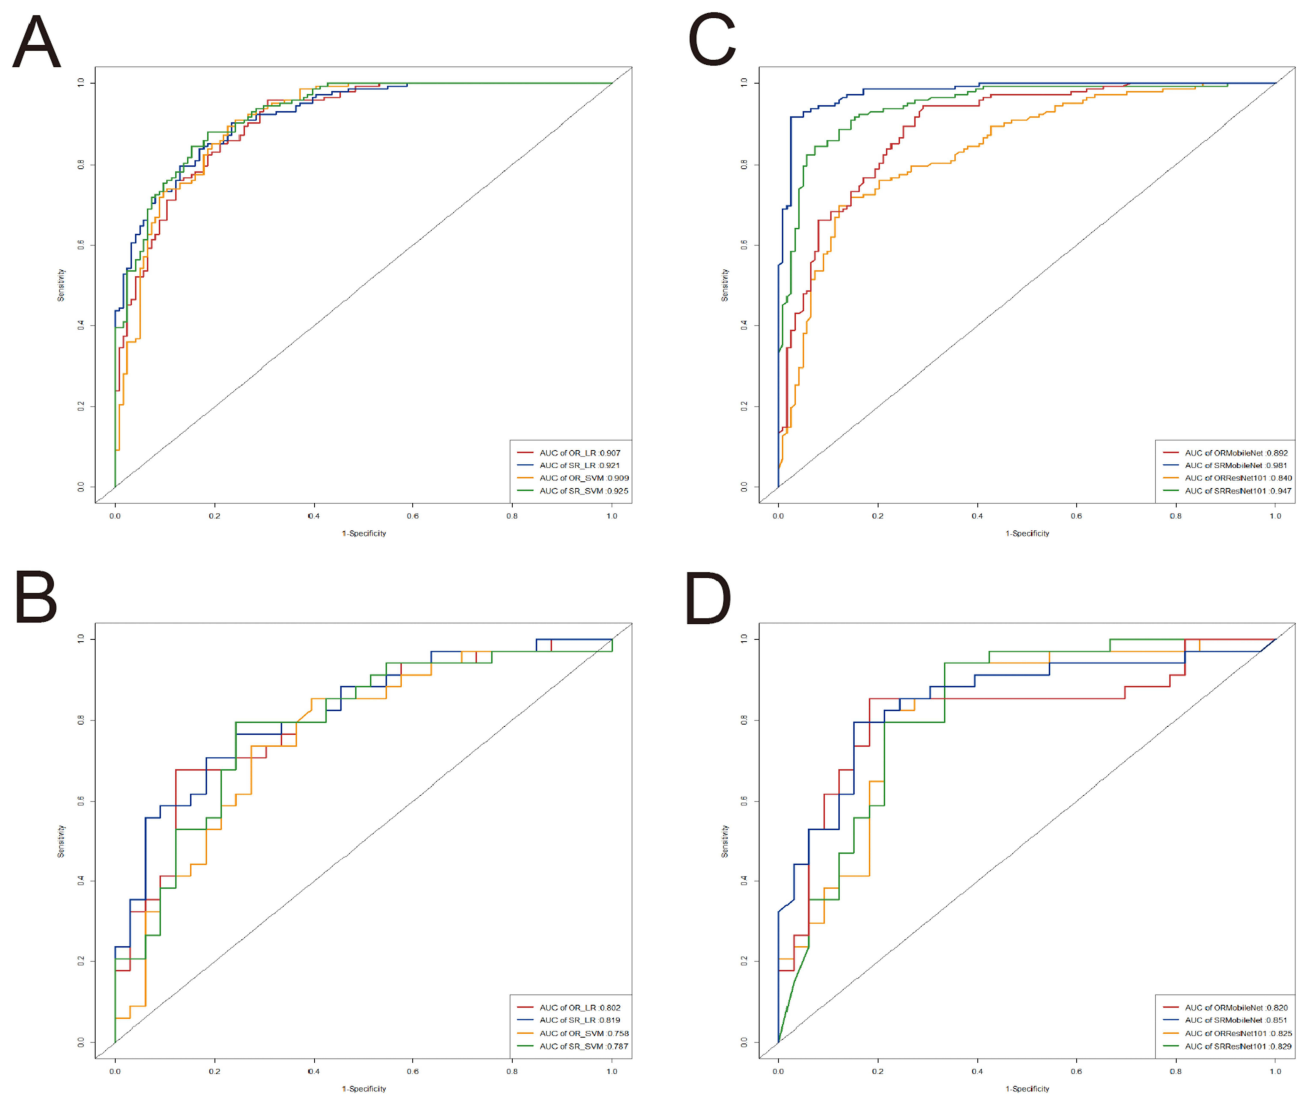 A
Sensitivity
1.0
0.8
0.6
0.4
0.2
0.0
AUC of OR_LR :0.907
AUC of SR_LR :0.921
AUC of OR_SVM :0.909
AUC of SR_SVM :0.925
0.0 0.2 0.4 0.6 0.8 1.0
1-Specificity
C
Sensitivity
1.0
0.8
0.6
0.4
0.2
0.0
AUC of ORMobileNet :0.892
AUC of SRMobileNet :0.981
AUC of ORResNet101 :0.840
AUC of SRResNet101 :0.947
0.0 0.2 0.4 0.6 0.8 1.0
1-Specificity
B
Sensitivity
1.0
0.8
0.6
0.4
0.2
0.0
AUC of OR_LR :0.802
AUC of SR_LR :0.819
AUC of OR_SVM :0.758
AUC of SR_SVM :0.787
0.0 0.2 0.4 0.6 0.8 1.0
1-Specificity
D
Sensitivity
1.0
0.8
0.6
0.4
0.2
0.0
AUC of ORMobileNet :0.820
AUC of SRMobileNet :0.851
AUC of ORResNet101 :0.825
AUC of SRResNet101 :0.829
0.0 0.2 0.4 0.6 0.8 1.0
1-Specificity